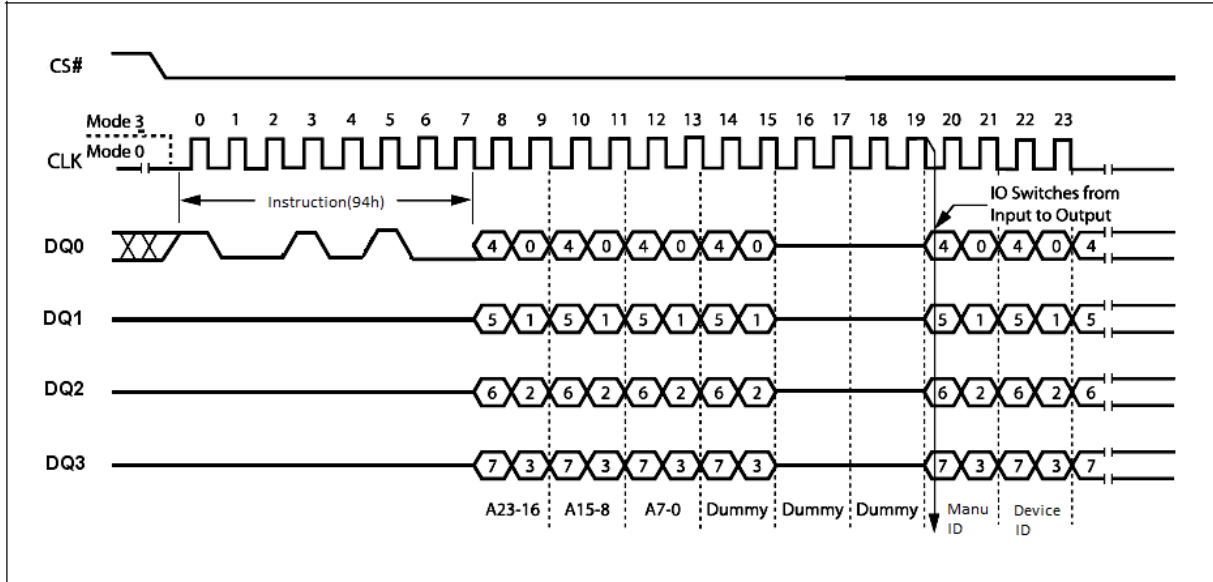 CS#
Mode 3 0 1 2 3 4 5 6 7 8 9 10 11 12 13 14 15 16 17 18 19 20 21 22 23
Mode 0
CLK
Instruction(94h)
IO Switches from
Input to Output
DQ0 4 0 4 0 4 0 4 0 4 0 4 0 4
DQ1 5 1 5 1 5 1 5 1 5 1 5 1 5
DQ2 6 2 6 2 6 2 6 2 6 2 6 2 6
DQ3 7 3 7 3 7 3 7 3 7 3 7 3 7
A23-16 A15-8 A7-0 Dummy Dummy Dummy Manu Device
ID ID